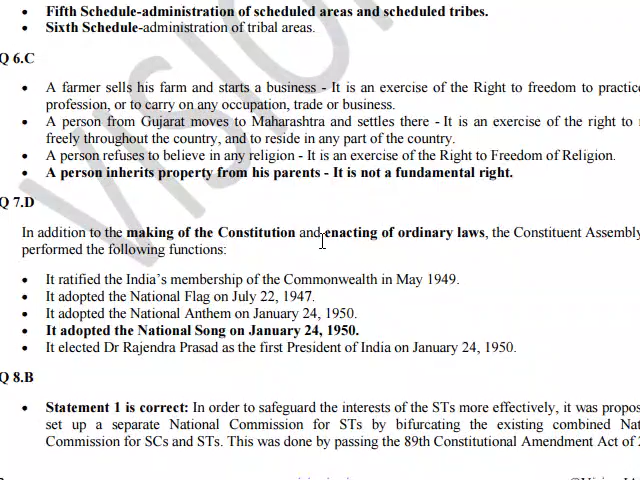 • Fifth Schedule-administration of scheduled areas and scheduled tribes.
• Sixth Schedule-administration of tribal areas.
Q 6.C
• A farmer sells his farm and starts a business - It is an exercise of the Right to freedom to practic
profession, or to carry on any occupation, trade or business.
• A person from Gujarat moves to Maharashtra and settles there - It is an exercise of the right to
freely throughout the country, and to reside in any part of the country.
• A person refuses to believe in any religion - It is an exercise of the Right to Freedom of Religion.
• A person inherits property from his parents - It is not a fundamental right.
Q 7.D
In addition to the making of the Constitution and enacting of ordinary laws, the Constituent Assembly
performed the following functions:
• It ratified the India's membership of the Commonwealth in May 1949.
• It adopted the National Flag on July 22, 1947.
• It adopted the National Anthem on January 24, 1950.
• It adopted the National Song on January 24, 1950.
• It elected Dr Rajendra Prasad as the first President of India on January 24, 1950.
Q 8.B
• Statement 1 is correct: In order to safeguard the interests of the STs more effectively, it was propos
set up a separate National Commission for STs by bifurcating the existing combined Nat
Commission for SCs and STs. This was done by passing the 89th Constitutional Amendment Act of
VISION